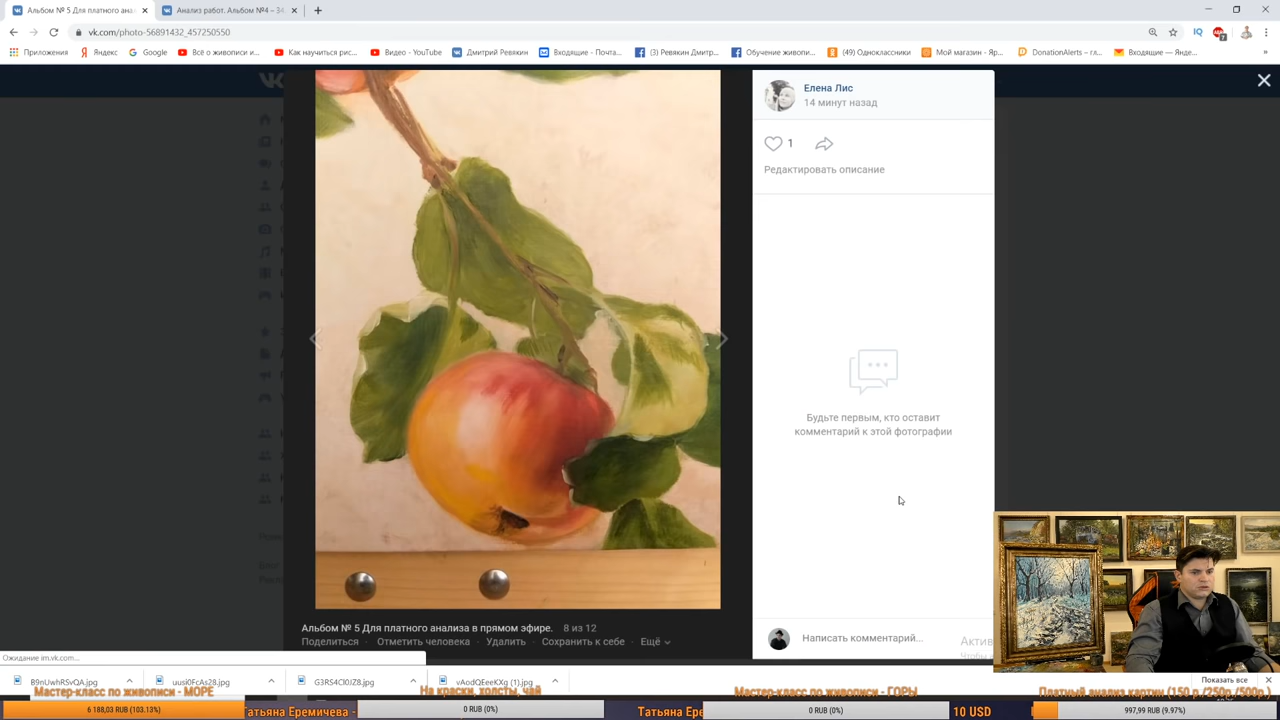 Альбом № 5 Для платного ана
Анализ работ. Альбом №4 – 34
vk.com/photo-56891432_457250550
Приложения Яндекс Google Всё о живописи и... Как научиться рис... Видео - YouTube Дмитрий Ревякин Входящие - Почта... (3) Ревякин Дмитр... Обучение живопи... (49) Одноклассники Мой магазин - Яр... DonationAlerts – гл... Входящие — Янде...
Елена Лис
14 минут назад
1
Редактировать описание
Будьте первым, кто оставит
комментарий к этой фотографии
Альбом № 5 Для платного анализа в прямом эфире. 8 из 12
Поделиться · Отметить человека · Удалить · Сохранить к себе · Ещё
Написать комментарий...
Актив
Ожидание im.vk.com...
B9nUwhRSvQA.jpg uusi0FcAs28.jpg G3RS4Cl0IZ8.jpg vAodQEeeKXg (1).jpg Показать все
Мастер-класс по живописи - МОРЕ На краски, холсты, чай Мастер-класс по живописи - ГОРЫ Платный анализ картин (150 р./250р./500р.)
6 188,03 RUB (103.13%) Татьяна Еремичева - 0 RUB (0%) Татьяна Ере 0 RUB (0%) 10 USD 997,99 RUB (9.97%)